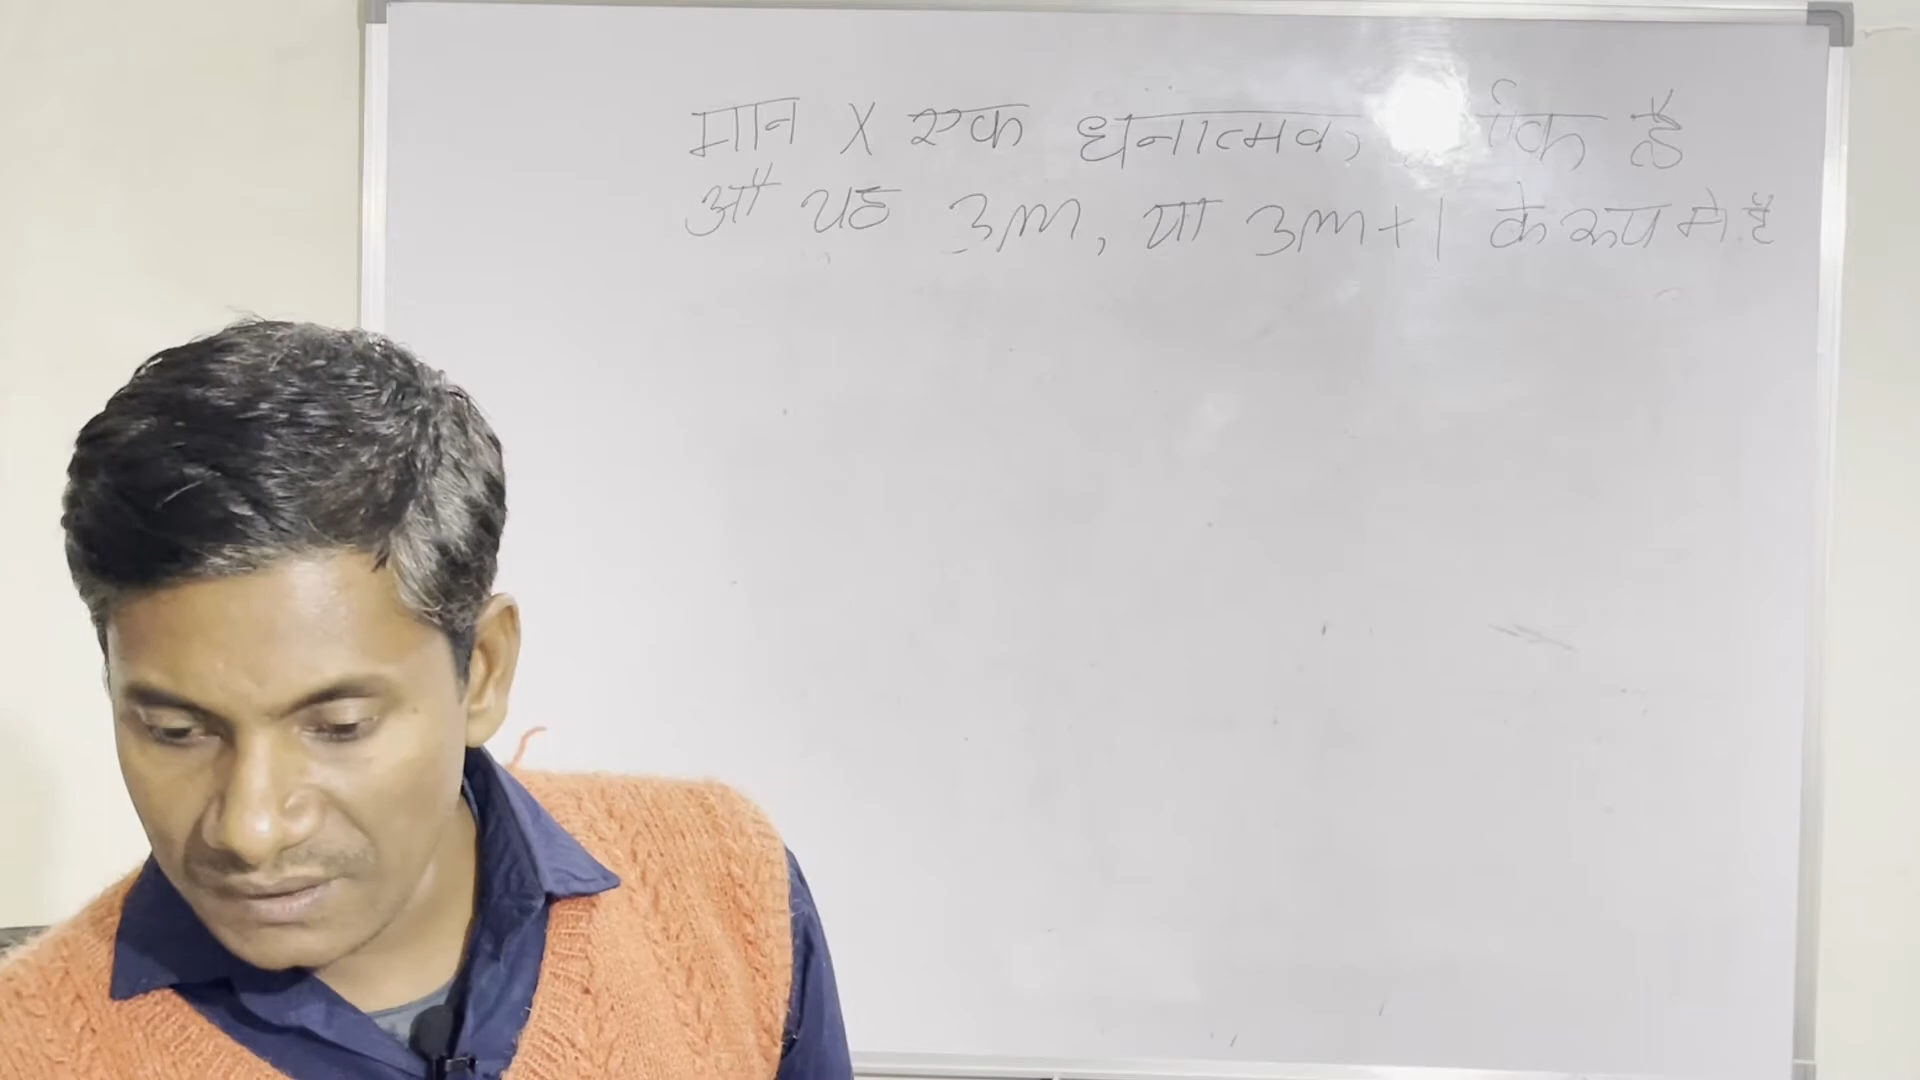 मान X एक धनात्मक है
औ यह 3m, या 3m+1 के रूप मे है